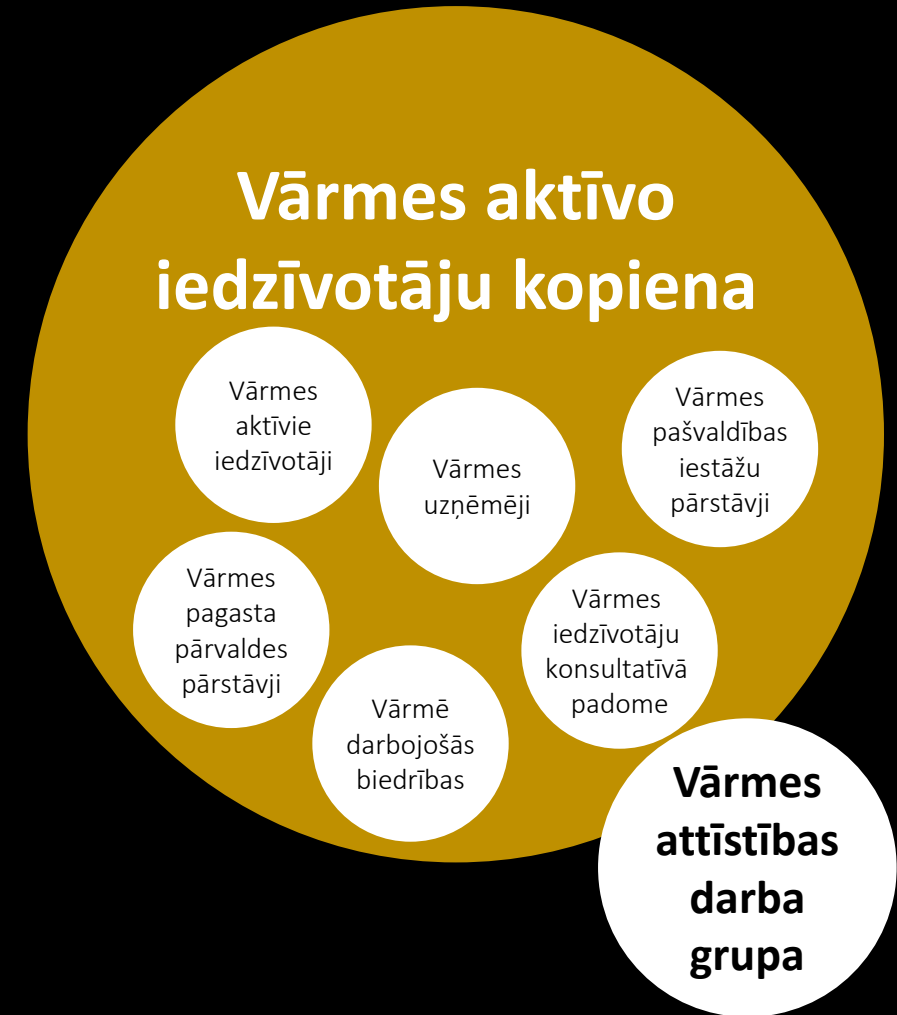 Vārmes aktīvo
iedzīvotāju kopiena
Vārmes
aktīvie
iedzīvotāji
Vārmes
uzņēmēji
Vārmes
pašvaldības
iestāžu
pārstāvji
Vārmes
pagasta
pārvaldes
pārstāvji
Vārmē
darbojošās
biedrības
Vārmes
iedzīvotāju
konsultatīvā
padome
Vārmes
attīstības
darba
grupa